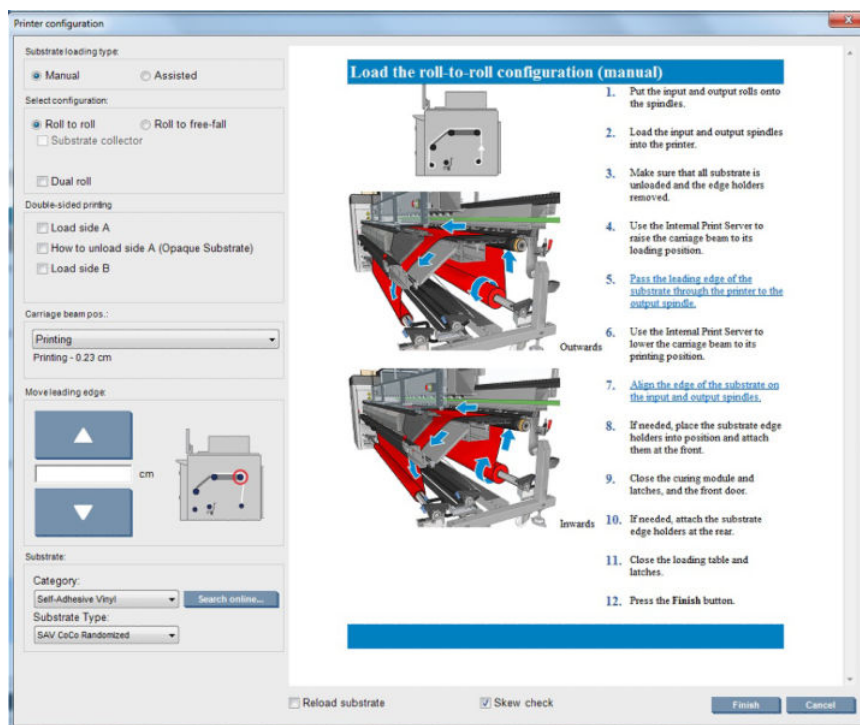 Printer configuration
Substrate loading type:
Manual
Assisted
Select configuration:
Roll to roll
Roll to free-fall
Substrate collector
Dual roll
Double-sided printing
Load side A
How to unload side A (Opaque Substrate)
Load side B
Carriage beam pos.:
Printing
Printing - 0.23 cm
Move leading edge:
cm
Substrate:
Category:
Self-Adhesive Vinyl
Search online...
Substrate Type:
SAV CoCo Randomized
Load the roll-to-roll configuration (manual)
1. Put the input and output rolls onto
the spindles.
2. Load the input and output spindles
into the printer.
3. Make sure that all substrate is
unloaded and the edge holders
removed.
4. Use the Internal Print Server to
raise the carriage beam to its
loading position.
5. Pass the leading edge of the
substrate through the printer to the
output spindle.
Outwards
6. Use the Internal Print Server to
lower the carriage beam to its
printing position.
7. Align the edge of the substrate on
the input and output spindles.
8. If needed, place the substrate edge
holders into position and attach
them at the front.
9. Close the curing module and
latches, and the front door.
Inwards
10. If needed, attach the substrate
edge holders at the rear.
11. Close the loading table and
latches.
12. Press the Finish button.
Reload substrate
Skew check
Finish
Cancel